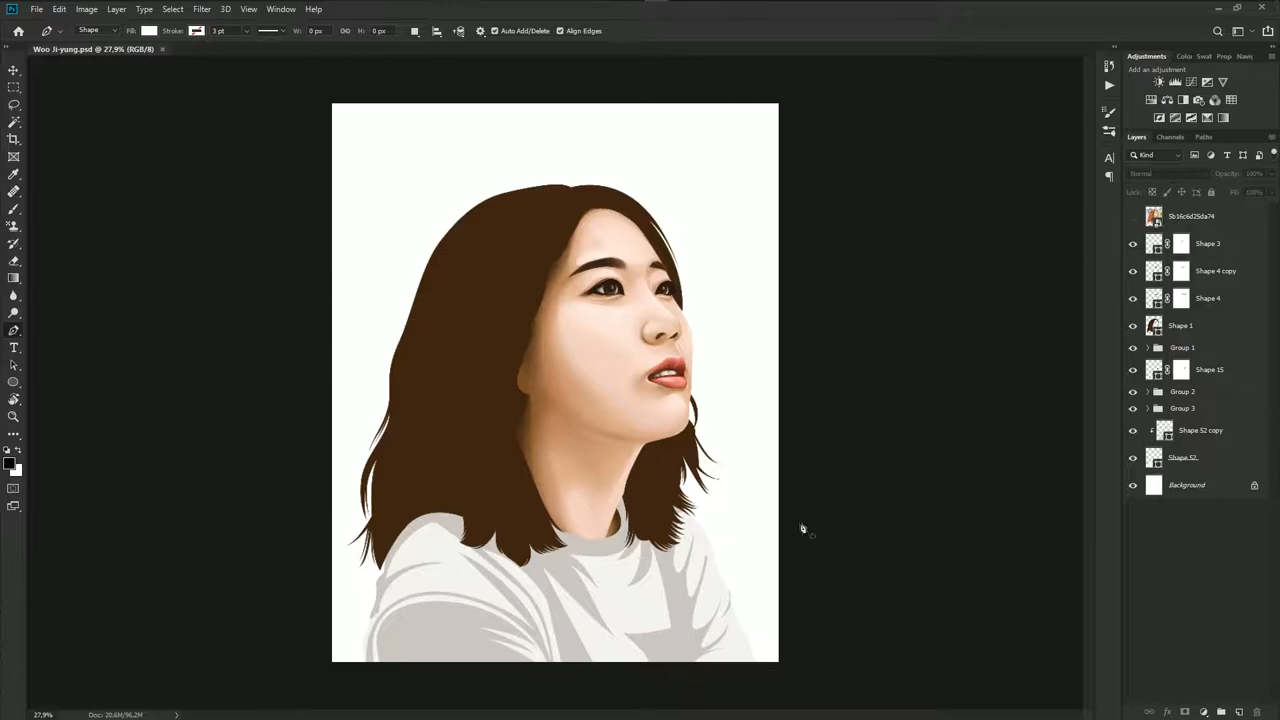 Ps File Edit Image Layer Type Select Filter 3D View Window Help
Shape Fill: Stroke: 3 pt W: 0 px H: 0 px Auto Add/Delete Align Edges
Woo Ji-yung.psd @ 27,9% (RGB/8) ×
Adjustments Color Swat Prop Navig
Add an adjustment
Layers Channels Paths
Kind
Normal Opacity: 100%
Lock: Fill: 100%
5b16c6d25da74
Shape 3
Shape 4 copy
Shape 4
Shape 1
Group 1
Shape 15
Group 2
Group 3
Shape 52 copy
Shape 52
Background
27,9% Doc: 20,6M/96,2M